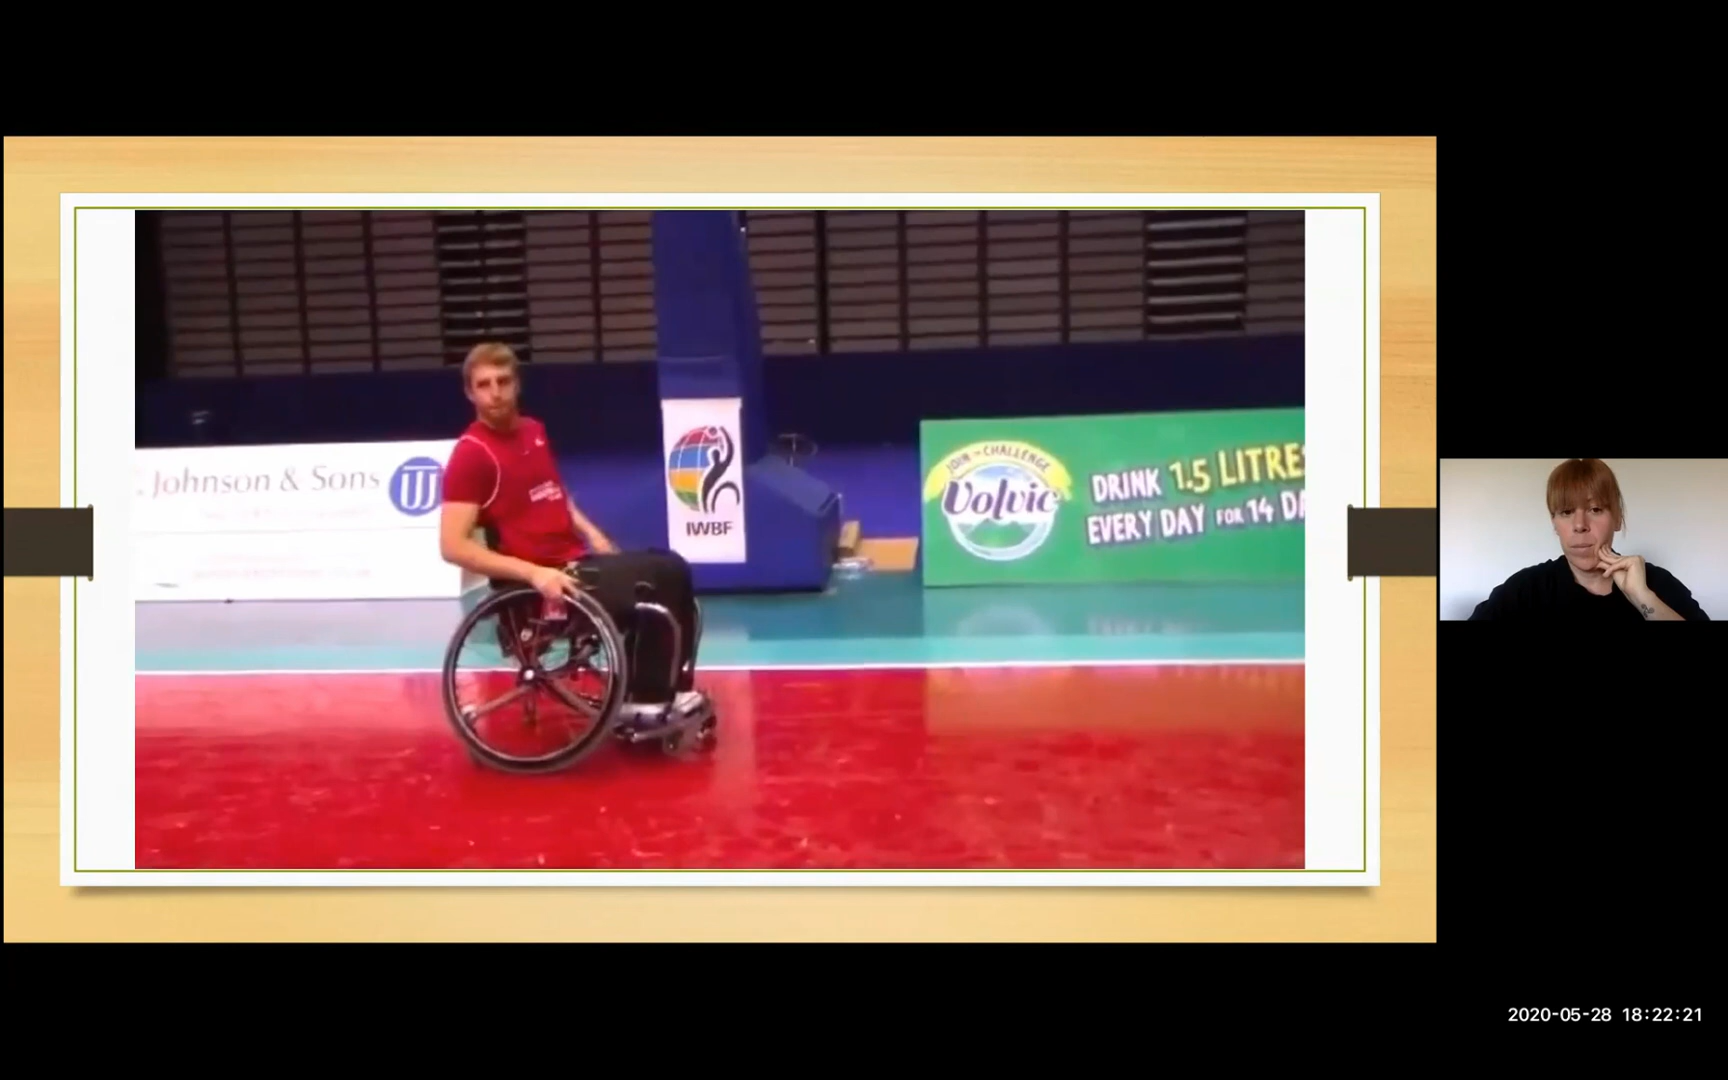 Johnson & Sons
IWBF
JOIN THE CHALLENGE
Volvic
DRINK 1.5 LITRES
EVERY DAY FOR 14 DA
2020-05-28 18:22:21